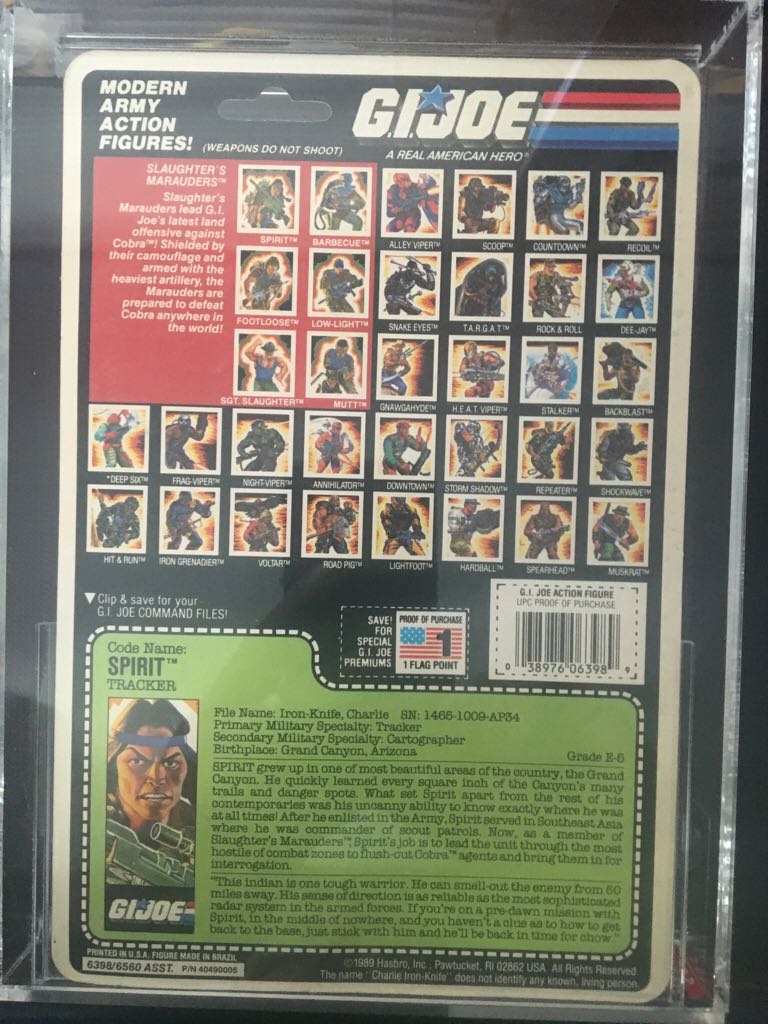 MODERN
ARMY
ACTION
FIGURES! (WEAPONS DO NOT SHOOT)
G.I.JOE
A REAL AMERICAN HERO®
SLAUGHTER'S
MARAUDERS™
Slaughter's
Marauders lead G.I.
Joe's latest land
offensive against
Cobra™! Shielded by
their camouflage and
armed with the
heaviest artillery, the
Marauders are
prepared to defeat
Cobra anywhere in
the world!
SPIRIT™ BARBECUE™ ALLEY VIPER™ SCOOP™ COUNTDOWN™ RECOIL™
FOOTLOOSE™ LOW-LIGHT™ SNAKE EYES™ T.A.R.G.A.T.™ ROCK & ROLL DEE-JAY™
SGT. SLAUGHTER™ MUTT™ GNAWGAHYDE™ H.E.A.T. VIPER™ STALKER™ BACKBLAST™
*DEEP SIX™ FRAG-VIPER™ NIGHT-VIPER™ ANNIHILATOR™ DOWNTOWN™ STORM SHADOW™ REPEATER™ SHOCKWAVE™
HIT & RUN™ IRON GRENADIER™ VOLTAR™ ROAD PIG™ LIGHTFOOT™ HARDBALL™ SPEARHEAD™ MUSKRAT™
▼ Clip & save for your
G.I. JOE COMMAND FILES!
SAVE!
FOR
SPECIAL
G.I. JOE
PREMIUMS
PROOF OF PURCHASE
1
1 FLAG POINT
G.I. JOE ACTION FIGURE
UPC PROOF OF PURCHASE
0 38976 06398 9
Code Name:
SPIRIT™
TRACKER
File Name: Iron-Knife, Charlie SN: 1465-1009-AP34
Primary Military Specialty: Tracker
Secondary Military Specialty: Cartographer
Birthplace: Grand Canyon, Arizona Grade E-5
SPIRIT grew up in one of most beautiful areas of the country, the Grand
Canyon. He quickly learned every square inch of the Canyon's many
trails and danger spots. What set Spirit apart from the rest of his
contemporaries was his uncanny ability to know exactly where he was
at all times! After he enlisted in the Army, Spirit served in Southeast Asia
where he was commander of scout patrols. Now, as a member of
Slaughter's Marauders™, Spirit's job is to lead the unit through the most
hostile of combat zones to flush-out Cobra™ agents and bring them in for
interrogation.
"This indian is one tough warrior. He can smell-out the enemy from 50
miles away. His sense of direction is as reliable as the most sophisticated
radar system in the armed forces. If you're on a pre-dawn mission with
Spirit, in the middle of nowhere, and you haven't a clue as to how to get
back to the base, just stick with him and he'll be back in time for chow."
G.I.JOE
PRINTED IN U.S.A. FIGURE MADE IN BRAZIL
6398/6560 ASST. P/N 40490005
©1989 Hasbro, Inc., Pawtucket, RI 02862 USA. All Rights Reserved.
The name "Charlie Iron-Knife" does not identify any known, living person.